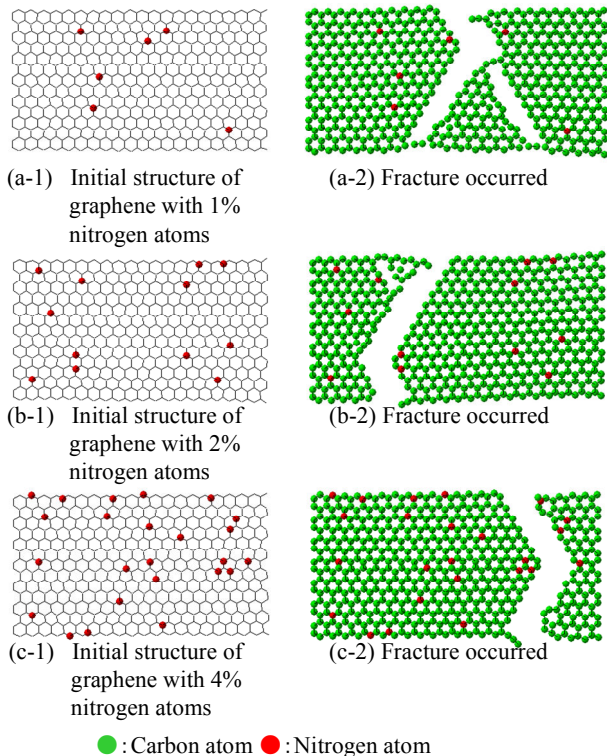 (a-1) Initial structure of
graphene with 1%
nitrogen atoms
(a-2) Fracture occurred
(b-1) Initial structure of
graphene with 2%
nitrogen atoms
(b-2) Fracture occurred
(c-1) Initial structure of
graphene with 4%
nitrogen atoms
(c-2) Fracture occurred
: Carbon atom : Nitrogen atom